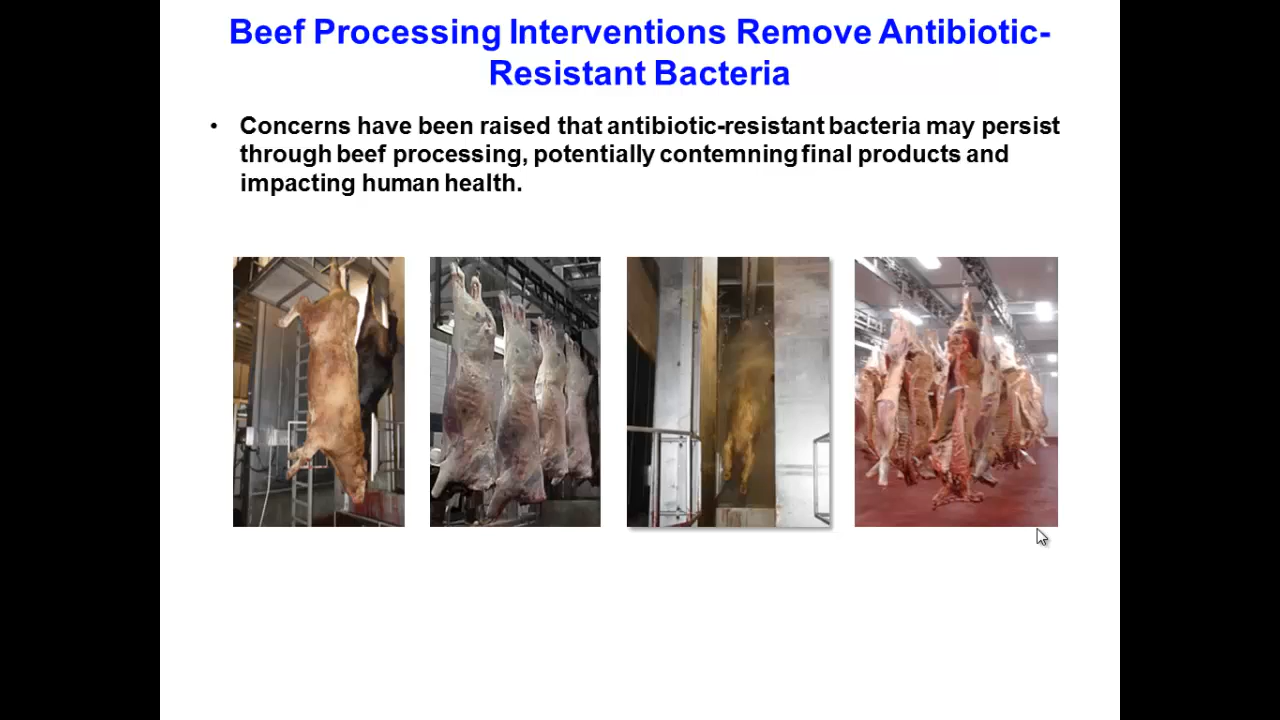 Beef Processing Interventions Remove Antibiotic-
Resistant Bacteria
• Concerns have been raised that antibiotic-resistant bacteria may persist
through beef processing, potentially contemning final products and
impacting human health.